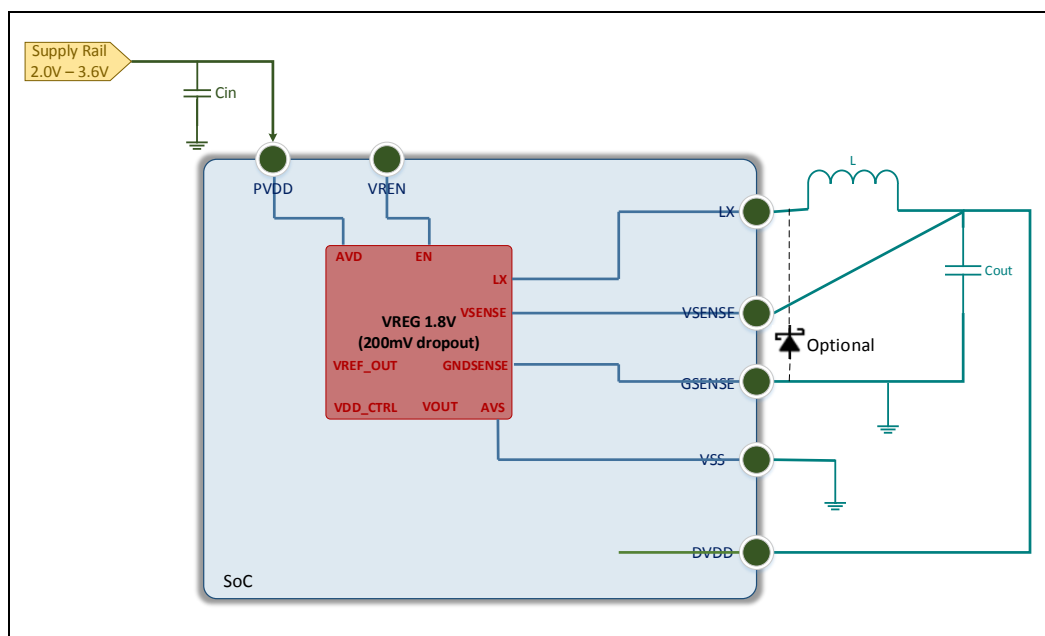 Supply Rail
2.0V – 3.6V
Cin
PVDD
VREN
L
LX
AVD
EN
LX
Cout
VSENSE
VSENSE
VREG 1.8V
(200mV dropout)
Optional
VREF_OUT
GNDSENSE
GSENSE
VDD_CTRL
VOUT
AVS
VSS
DVDD
SoC